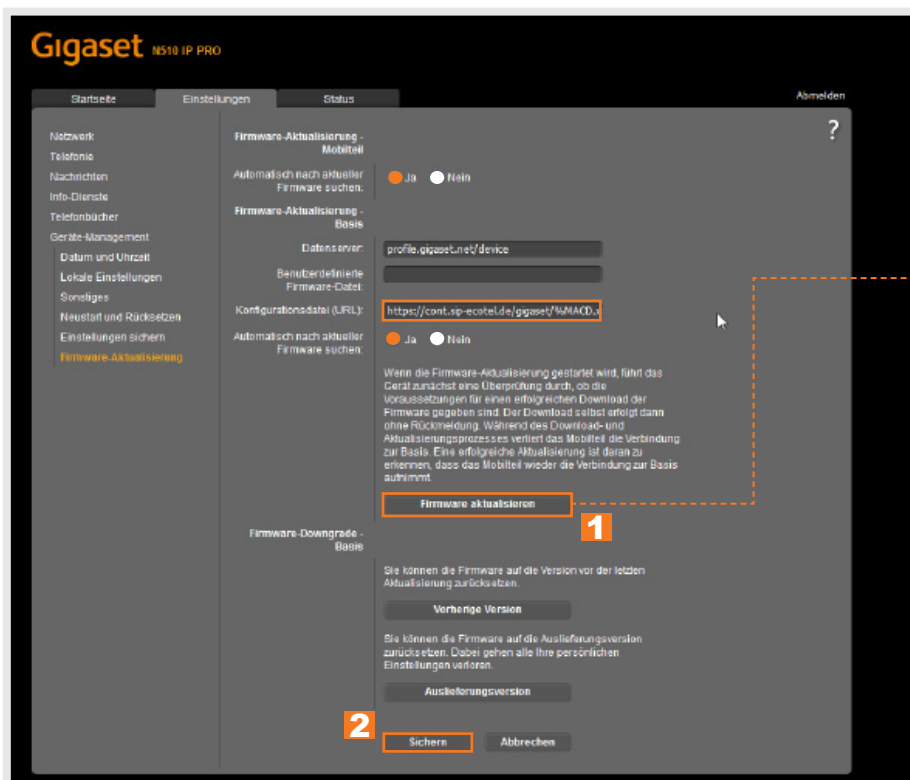 Gigaset N510 IP PRO
Startseite Einstellungen Status Abmelden
?
Netzwerk
Telefonie
Nachrichten
Info-Dienste
Telefonbücher
Geräte-Management
Datum und Uhrzeit
Lokale Einstellungen
Sonstiges
Neustart und Rücksetzen
Einstellungen sichern
Firmware-Aktualisierung
Firmware-Aktualisierung -
Mobilteil
Automatisch nach aktueller
Firmware suchen:
Ja Nein
Firmware-Aktualisierung -
Basis
Datenserver: profile.gigaset.net/device
Benutzerdefinierte
Firmware-Datei:
Konfigurationsdatei (URL): https://cont.sip-ecotel.de/gigaset/%MACD.x
Automatisch nach aktueller
Firmware suchen:
Ja Nein
Wenn die Firmware-Aktualisierung gestartet wird, führt das
Gerät zunächst eine Überprüfung durch, ob die
Voraussetzungen für einen erfolgreichen Download der
Firmware gegeben sind. Der Download selbst erfolgt dann
ohne Rückmeldung. Während des Download- und
Aktualisierungsprozesses verliert das Mobilteil die Verbindung
zur Basis. Eine erfolgreiche Aktualisierung ist daran zu
erkennen, dass das Mobilteil wieder die Verbindung zur Basis
aufnimmt.
Firmware aktualisieren
1
Firmware-Downgrade -
Basis
Sie können die Firmware auf die Version vor der letzten
Aktualisierung zurücksetzen.
Vorherige Version
Sie können die Firmware auf die Auslieferungsversion
zurücksetzen. Dabei gehen alle Ihre persönlichen
Einstellungen verloren.
Auslieferungsversion
2
Sichern Abbrechen